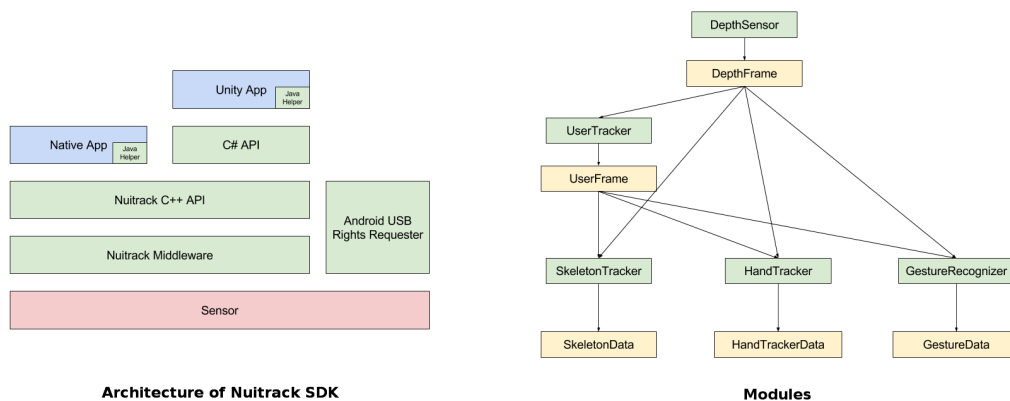 Unity App
Java
Helper
Native App
Java
Helper
C# API
Nuitrack C++ API
Android USB
Rights Requester
Nuitrack Middleware
Sensor
Architecture of Nuitrack SDK
DepthSensor
DepthFrame
UserTracker
UserFrame
SkeletonTracker
HandTracker
GestureRecognizer
SkeletonData
HandTrackerData
GestureData
Modules